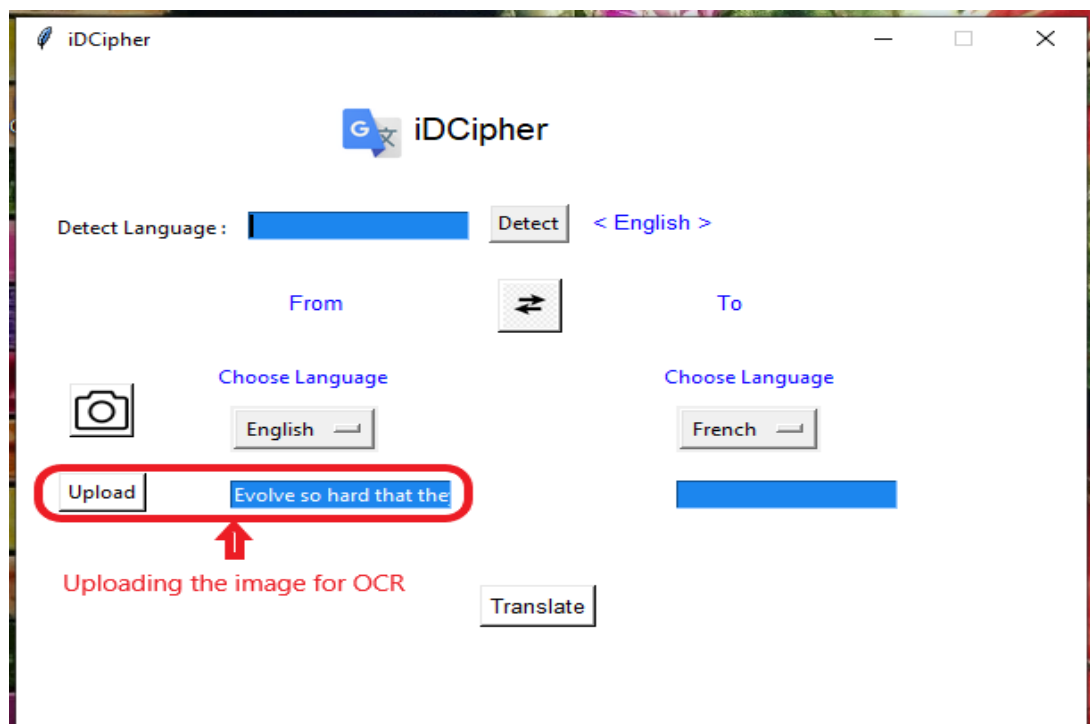 iDCipher
iDCipher
Detect Language :
Detect
< English >
From
To
Choose Language
Choose Language
English
French
Upload
Evolve so hard that the
Uploading the image for OCR
Translate